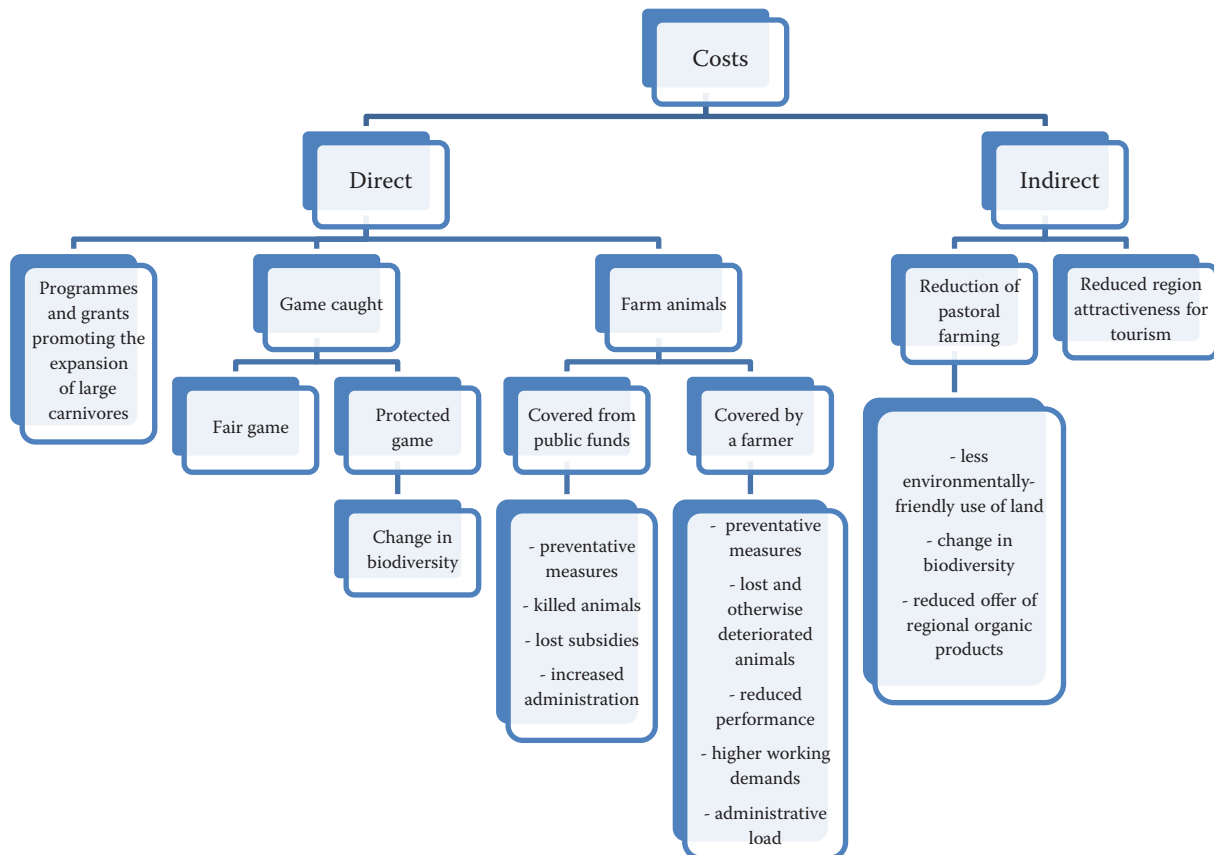 Costs
Direct
Indirect
Programmes
and grants
promoting the
expansion
of large
carnivores
Game caught
Farm animals
Reduction of
pastoral
farming
Reduced region
attractiveness for
tourism
Fair game
Protected
game
Covered from
public funds
Covered by
a farmer
Change in
biodiversity
- preventative
measures
- killed animals
- lost subsidies
- increased
administration
- preventative
measures
- lost and
otherwise
deteriorated
animals
- reduced
performance
- higher working
demands
- administrative
load
- less
environmentally-
friendly use of land
- change in
biodiversity
- reduced offer of
regional organic
products